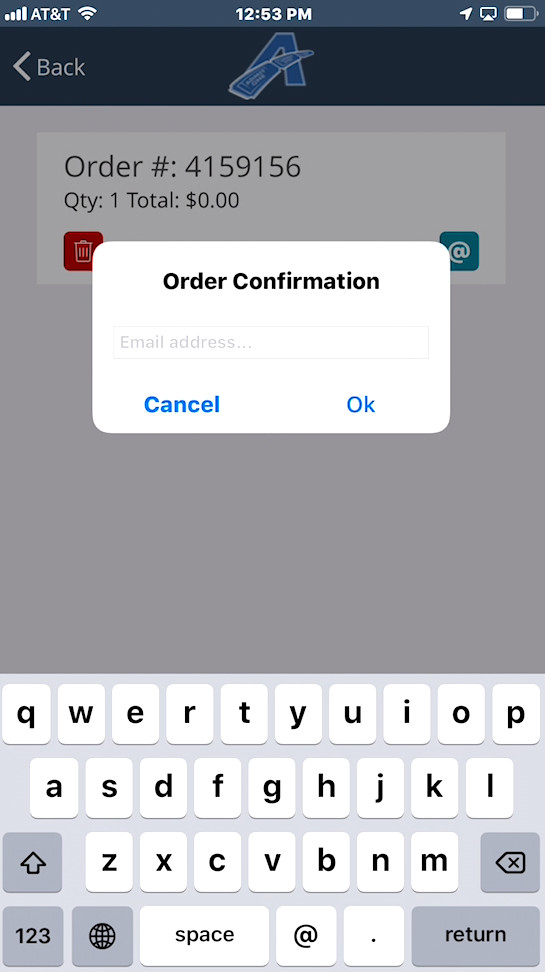 AT&T 12:53 PM
Back
Order #: 4159156
Qty: 1 Total: $0.00
@
Order Confirmation
Email address...
Cancel Ok
q w e r t y u i o p
a s d f g h j k l
z x c v b n m
123 space @ . return